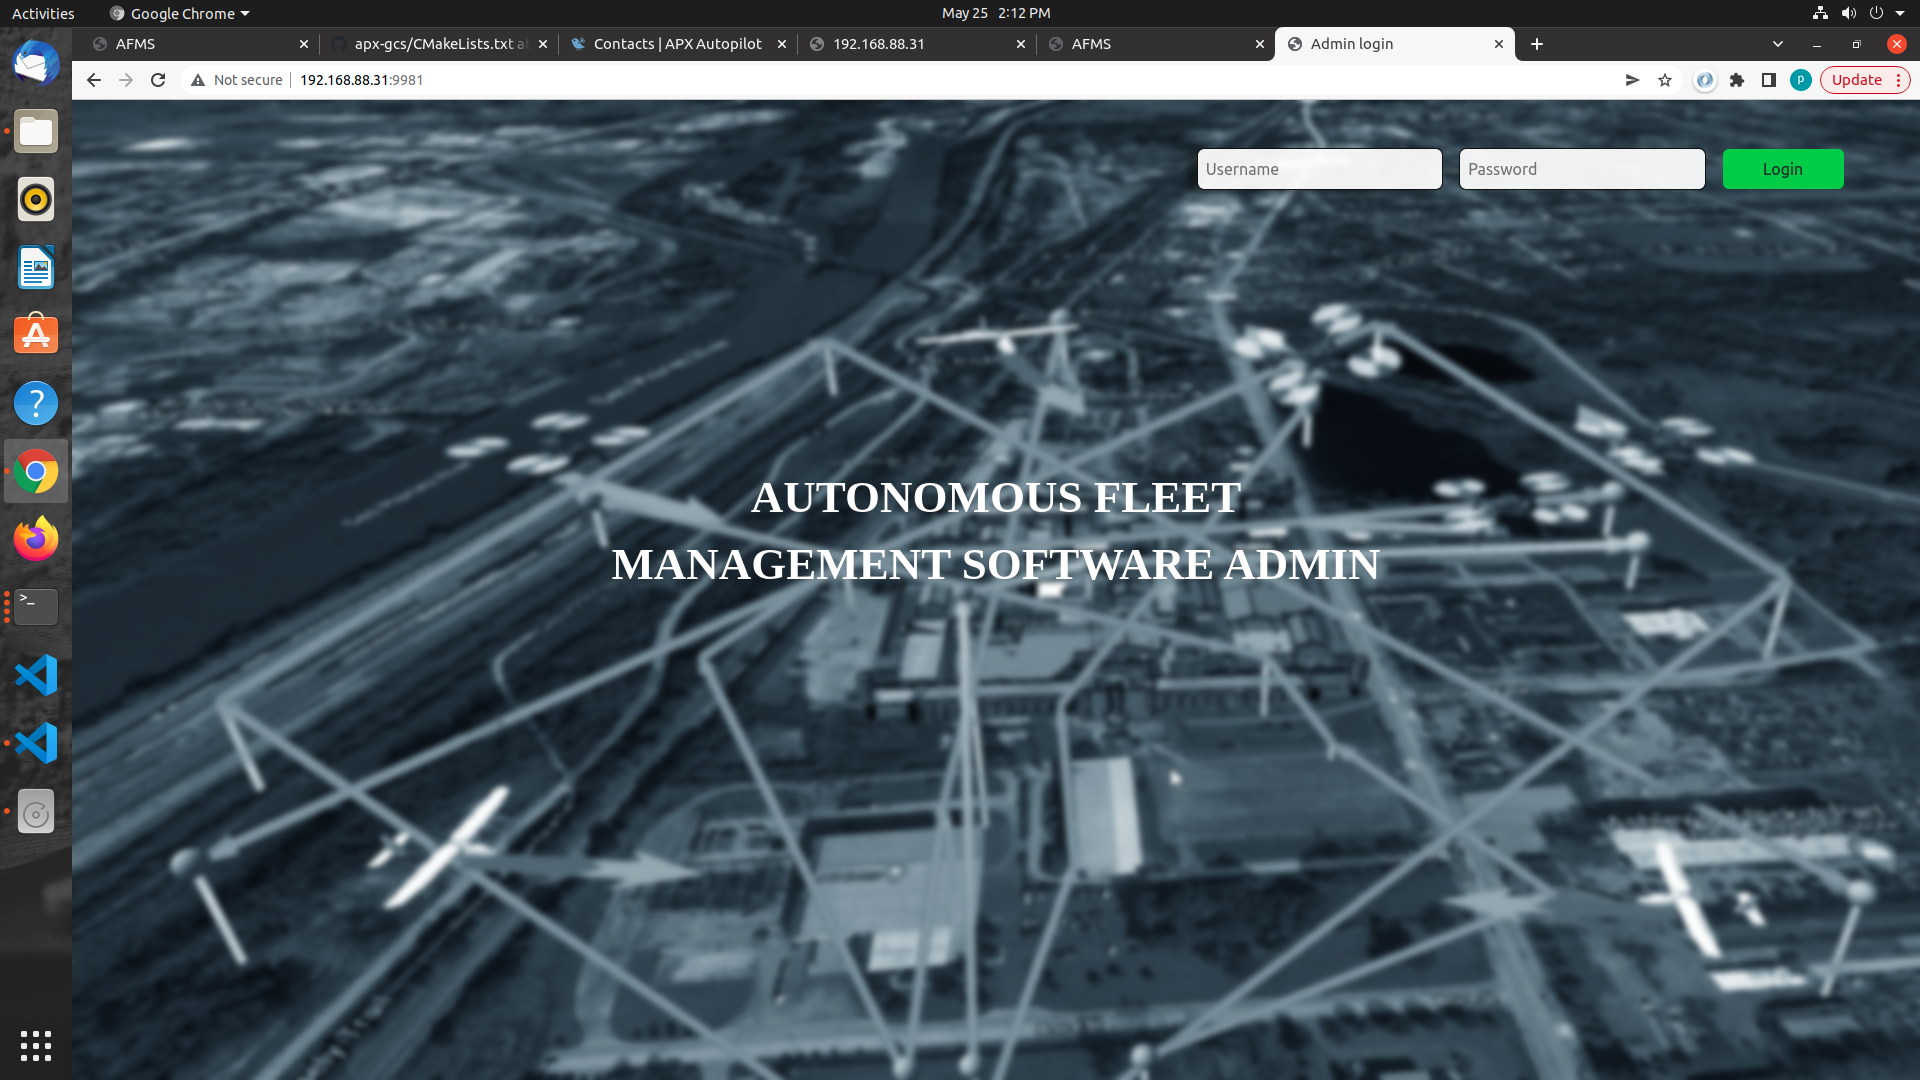 Activities
Google Chrome
May 25 2:12 PM
AFMS
apx-gcs/CMakeLists.txt at
Contacts | APX Autopilot
192.168.88.31
AFMS
Admin login
Not secure
192.168.88.31:9981
P
Update
Username
Password
Login
AUTONOMOUS FLEET
MANAGEMENT SOFTWARE ADMIN